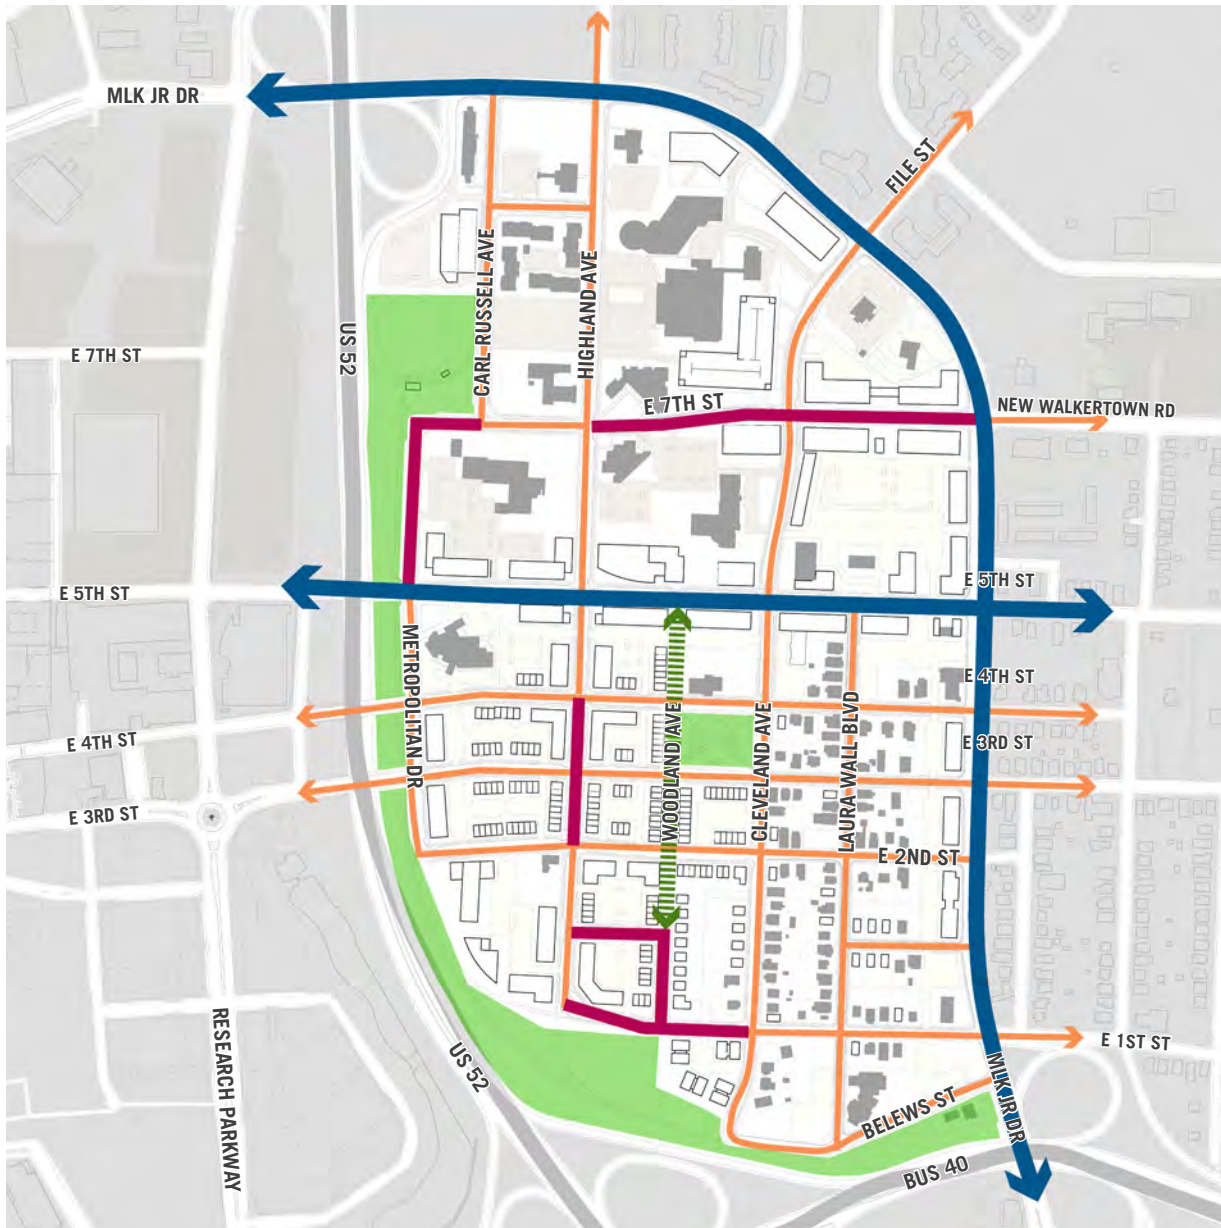 MLK JR DR
FILE ST
CARL RUSSELL AVE
HIGHLAND AVE
US 52
E 7TH ST
E 7TH ST
NEW WALKERTOWN RD
E 5TH ST
E 5TH ST
METROPOLITAN DR
WOODLAND AVE
CLEVELAND AVE
LAURA WALL BLVD
E 4TH ST
E 4TH ST
E 3RD ST
E 3RD ST
E 2ND ST
RESEARCH PARKWAY
US 52
E 1ST ST
MLK JR DR
BELEWS ST
BUS 40